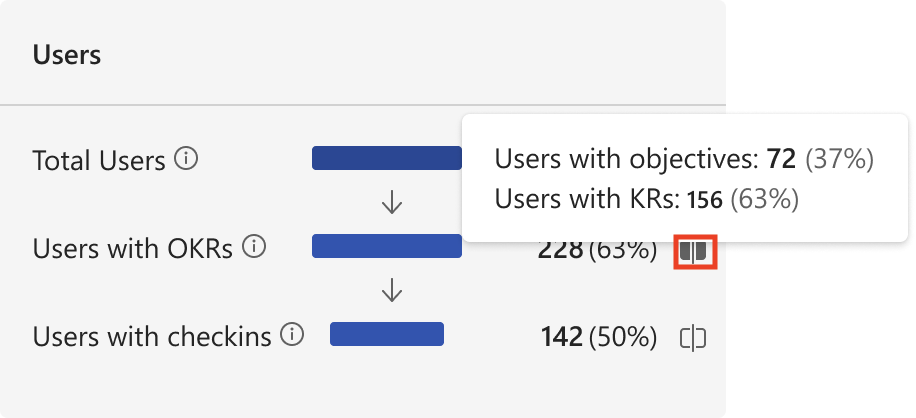 Users
Total Users
Users with objectives: 72 (37%)
Users with KRs: 156 (63%)
Users with OKRs 228 (63%)
Users with checkins 142 (50%)